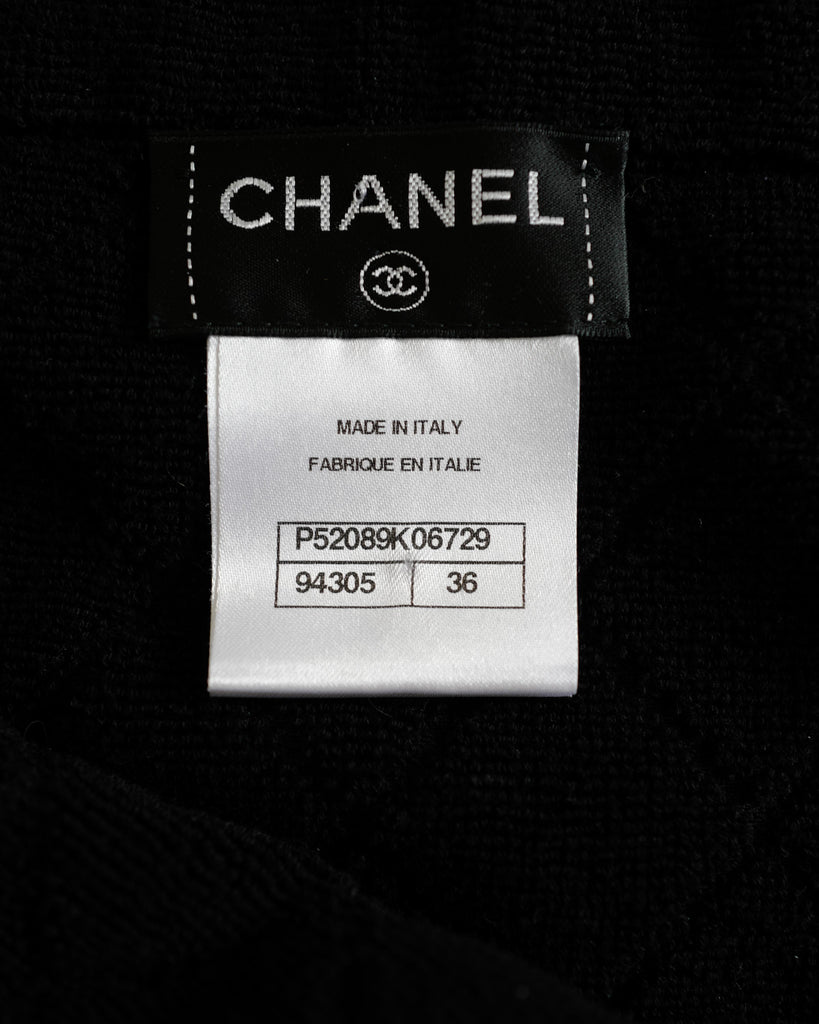 CHANEL
MADE IN ITALY
FABRIQUE EN ITALIE
P52089K06729
94305 36